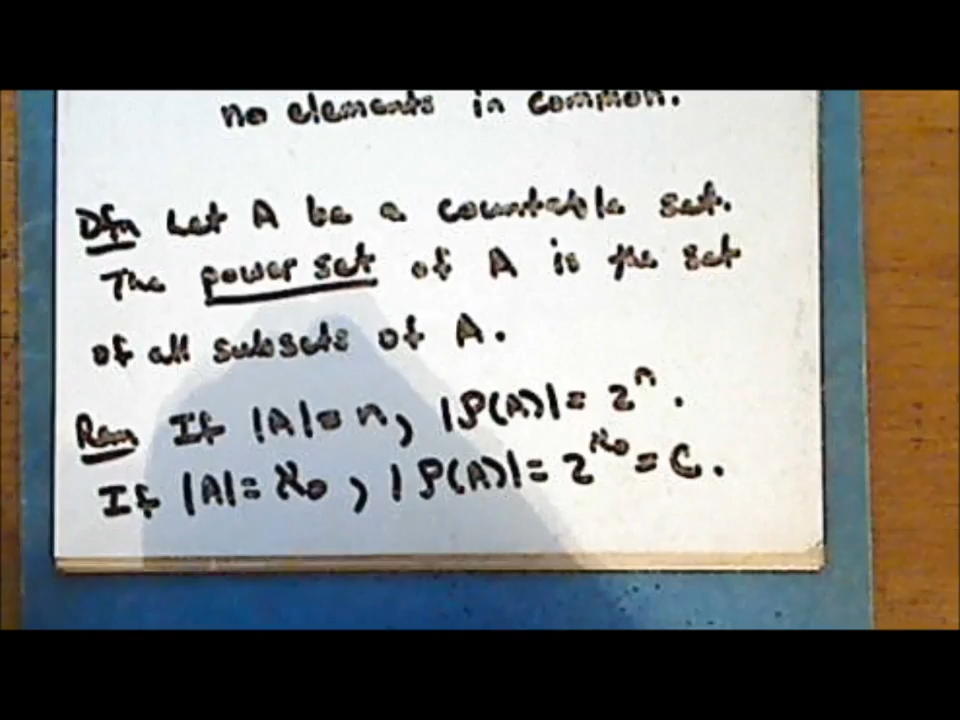 no elements in common.
Dfn Let A be a countable set.
The power set of A is the set
of all subsets of A.
Rem If |A|= n, |P(A)|= 2^n.
If |A|= ℵ₀, |P(A)|= 2^ℵ₀ = C.